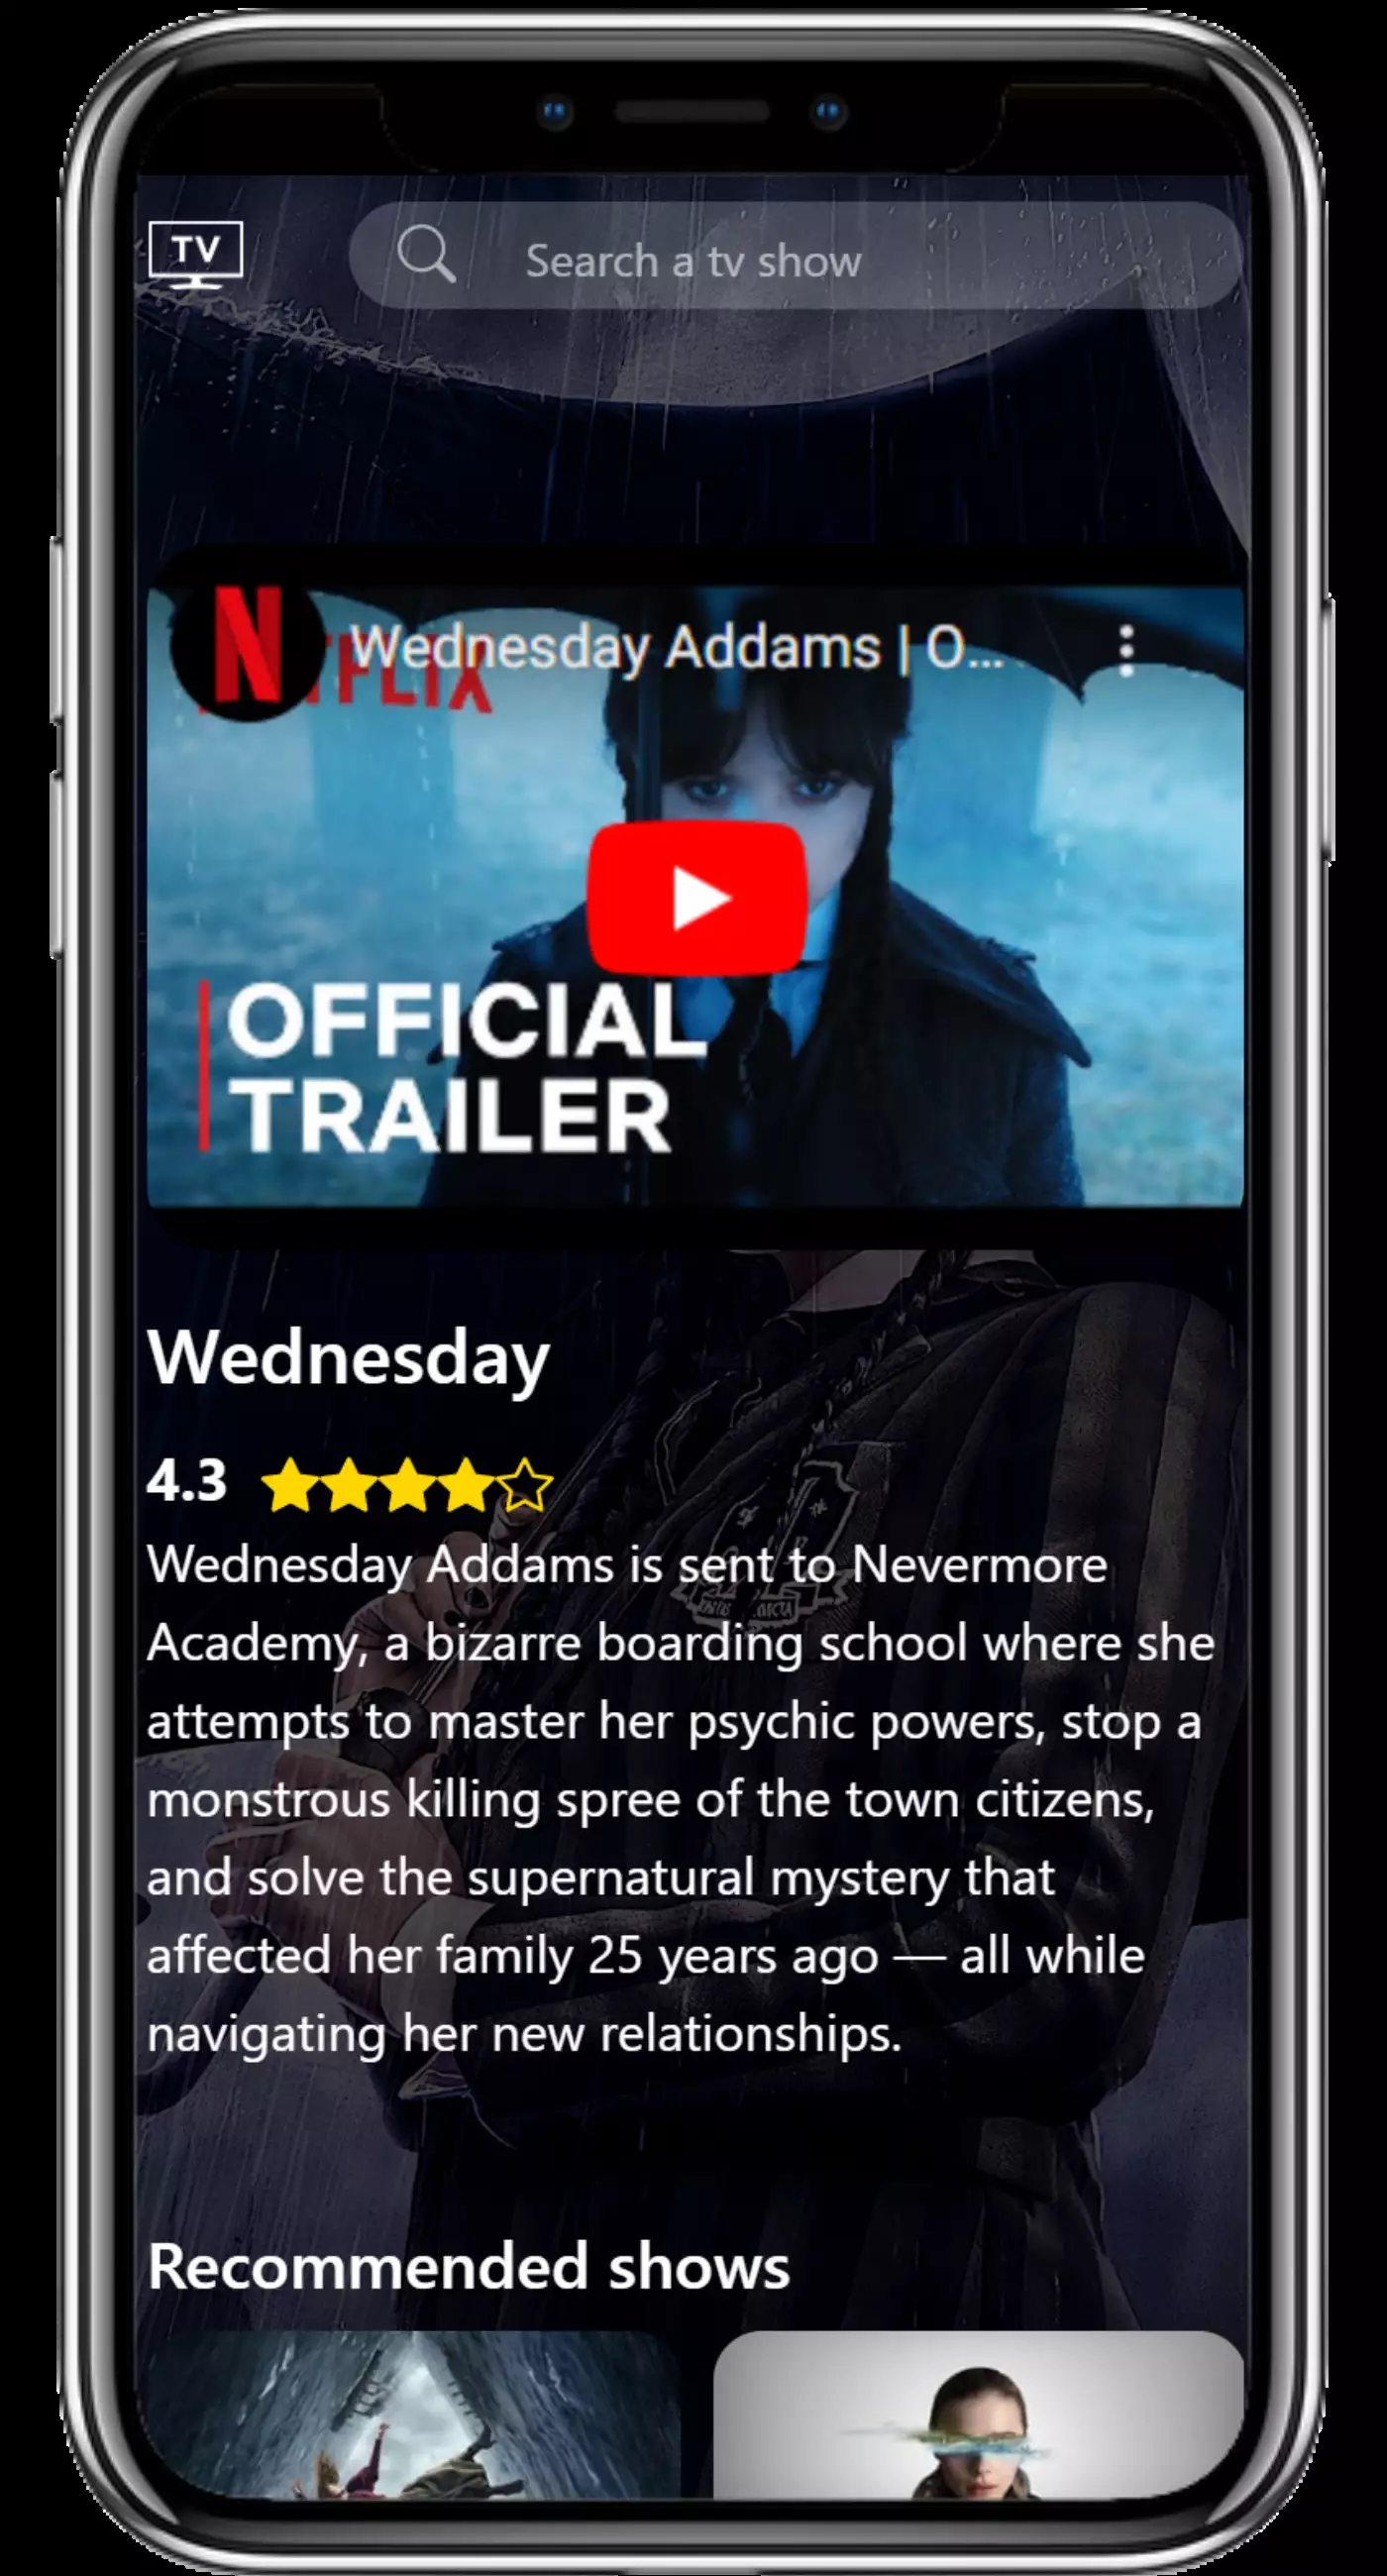 TV
Search a tv show
Wednesday Addams | O...
OFFICIAL
TRAILER
Wednesday
4.3
Wednesday Addams is sent to Nevermore
Academy, a bizarre boarding school where she
attempts to master her psychic powers, stop a
monstrous killing spree of the town citizens,
and solve the supernatural mystery that
affected her family 25 years ago — all while
navigating her new relationships.
Recommended shows